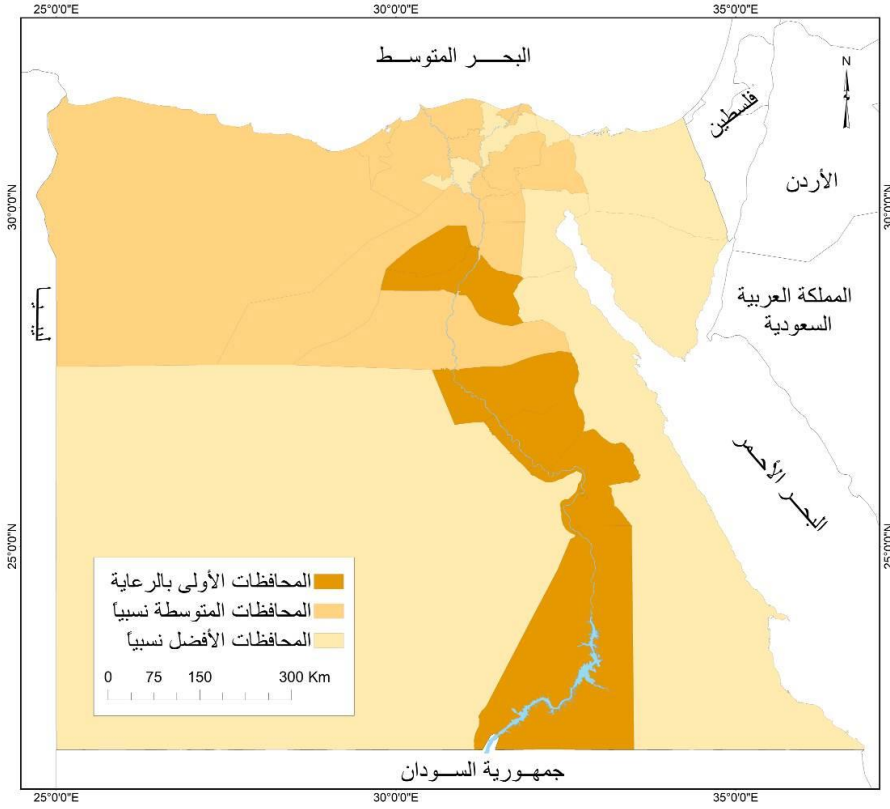 25°0'0"E 30°0'0"E 35°0'0"E
البحـــر المتوســـط
N
فلسطين
الأردن
30°0'0"N 30°0'0"N
المملكة العربية
السعودية
البحـر الأحمر
25°0'0"N 25°0'0"N
المحافظات الأولى بالرعاية
المحافظات المتوسطة نسبياً
المحافظات الأفضل نسبياً
0 75 150 300 Km
جمهـورية الســودان
25°0'0"E 30°0'0"E 35°0'0"E